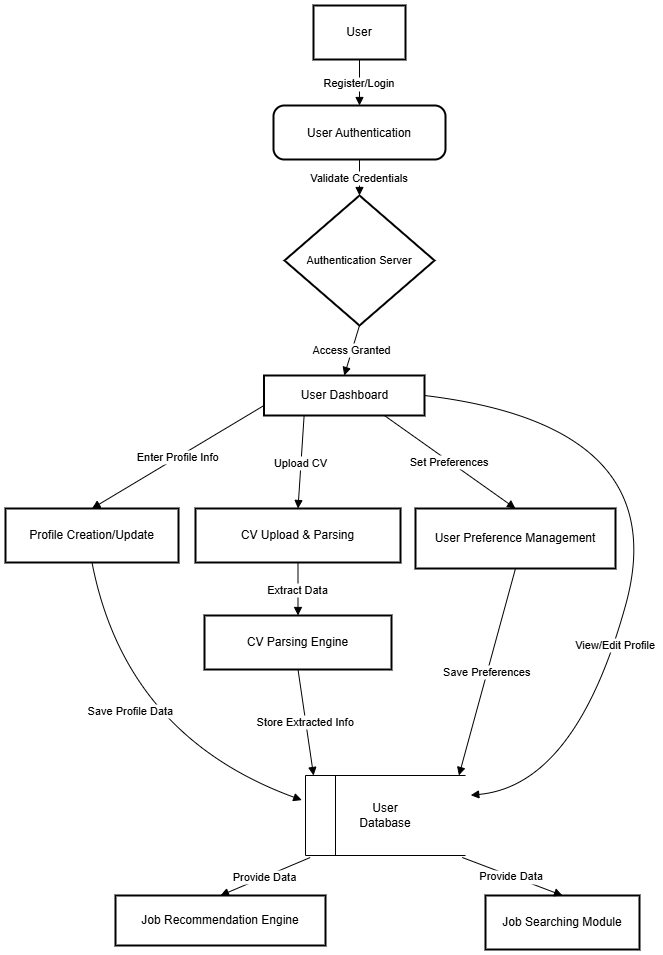 User
Register/Login
User Authentication
Validate Credentials
Authentication Server
Access Granted
User Dashboard
Enter Profile Info
Upload CV
Set Preferences
Profile Creation/Update
CV Upload & Parsing
User Preference Management
Extract Data
CV Parsing Engine
View/Edit Profile
Save Preferences
Save Profile Data
Store Extracted Info
User
Database
Provide Data
Provide Data
Job Recommendation Engine
Job Searching Module